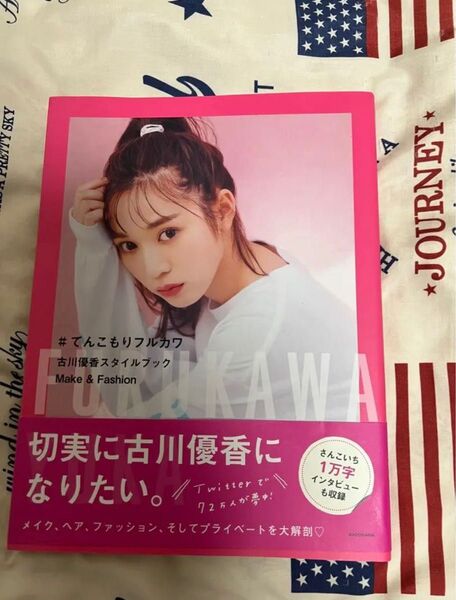 JOURNEY
#てんこもりフルカワ
古川優香スタイルブック
Make & Fashion
FURUKAWA
切実に古川優香に
なりたい。
Twitterで
72万人が夢中!
さんこいち
1万字
インタビュー
も収録
メイク、ヘア、ファッション、そしてプライベートを大解剖♡
KADOKAWA